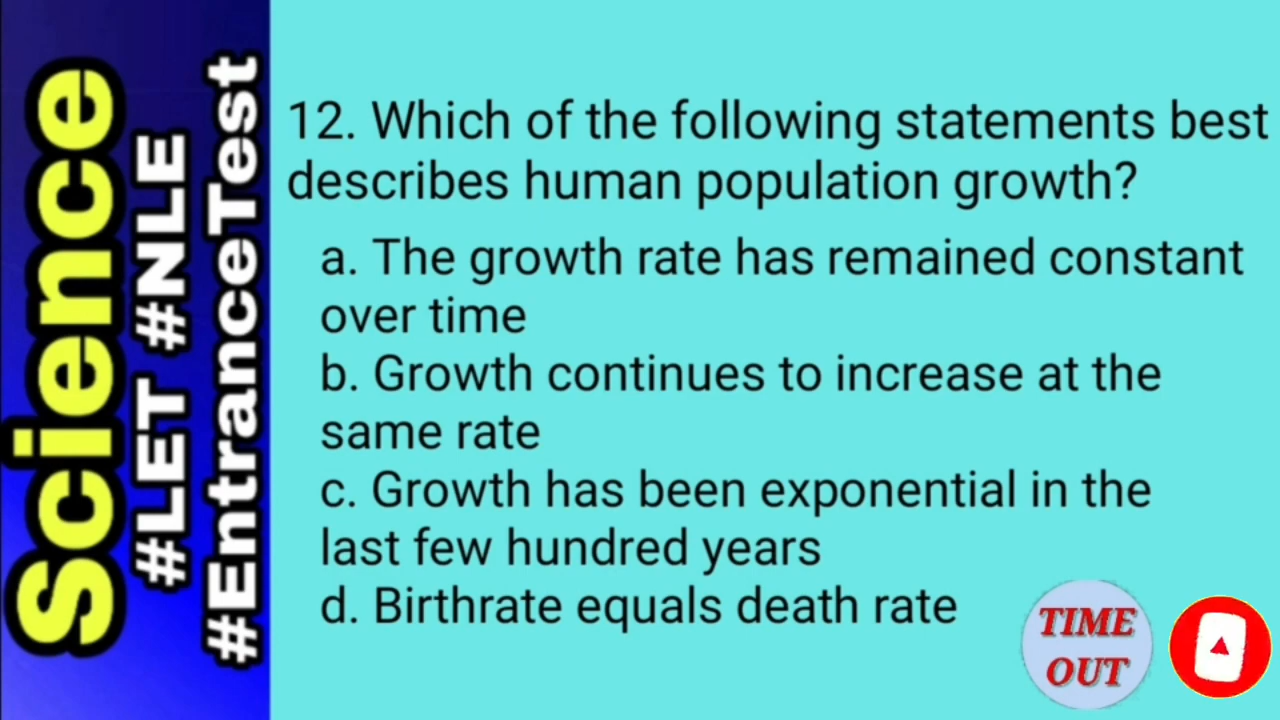 Science
#LET #NLE
#EntranceTest
12. Which of the following statements best
describes human population growth?
a. The growth rate has remained constant
over time
b. Growth continues to increase at the
same rate
c. Growth has been exponential in the
last few hundred years
d. Birthrate equals death rate
TIME
OUT